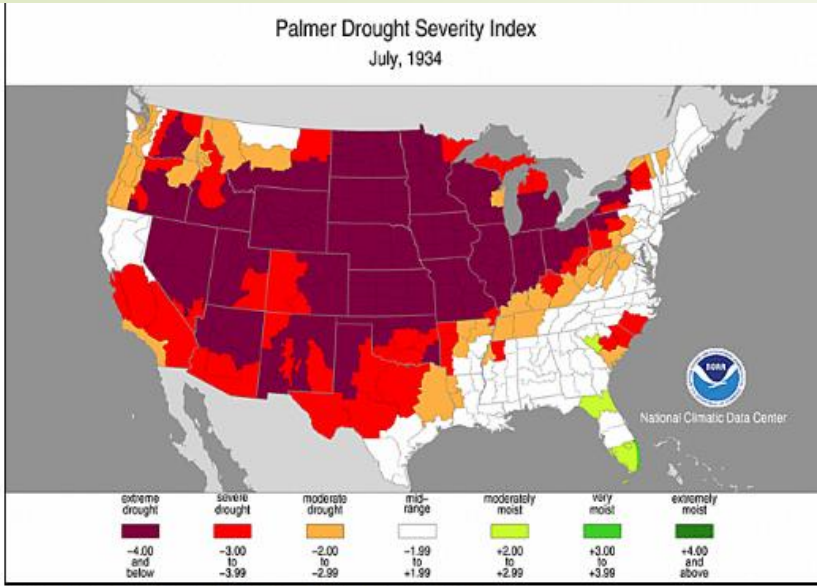 Palmer Drought Severity Index
July, 1934
NOAA
National Climatic Data Center
extreme drought
severe drought
moderate drought
mid-range
moderately moist
very moist
extremely moist
-4.00 and below
-3.00 to -3.99
-2.00 to -2.99
-1.99 to +1.99
+2.00 to +2.99
+3.00 to +3.99
+4.00 and above